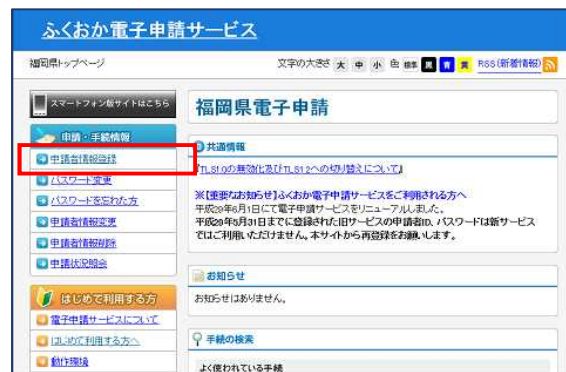 ふくおか電子申請サービス
福岡県トップページ 文字の大きさ 大 中 小 色 標準 黒 青 黄 RSS(新着情報)
スマートフォン版サイトはこちら
申請・手続情報
申請者情報登録
パスワード変更
パスワードを忘れた方
申請者情報変更
申請者情報削除
申請状況照会
はじめて利用する方
電子申請サービスについて
はじめて利用する方へ
動作環境
福岡県電子申請
共通情報
『TLS1.0の無効化及びTLS1.2への切り替えについて』
※【重要なお知らせ】ふくおか電子申請サービスをご利用される方へ
平成29年6月1日にて電子申請サービスをリニューアルしました。
平成29年5月31日までに登録された旧サービスの申請者ID、パスワードは新サービス
ではご利用いただけません。本サイトから再登録をお願いします。
お知らせ
お知らせはありません。
手続の検索
よく使われている手続